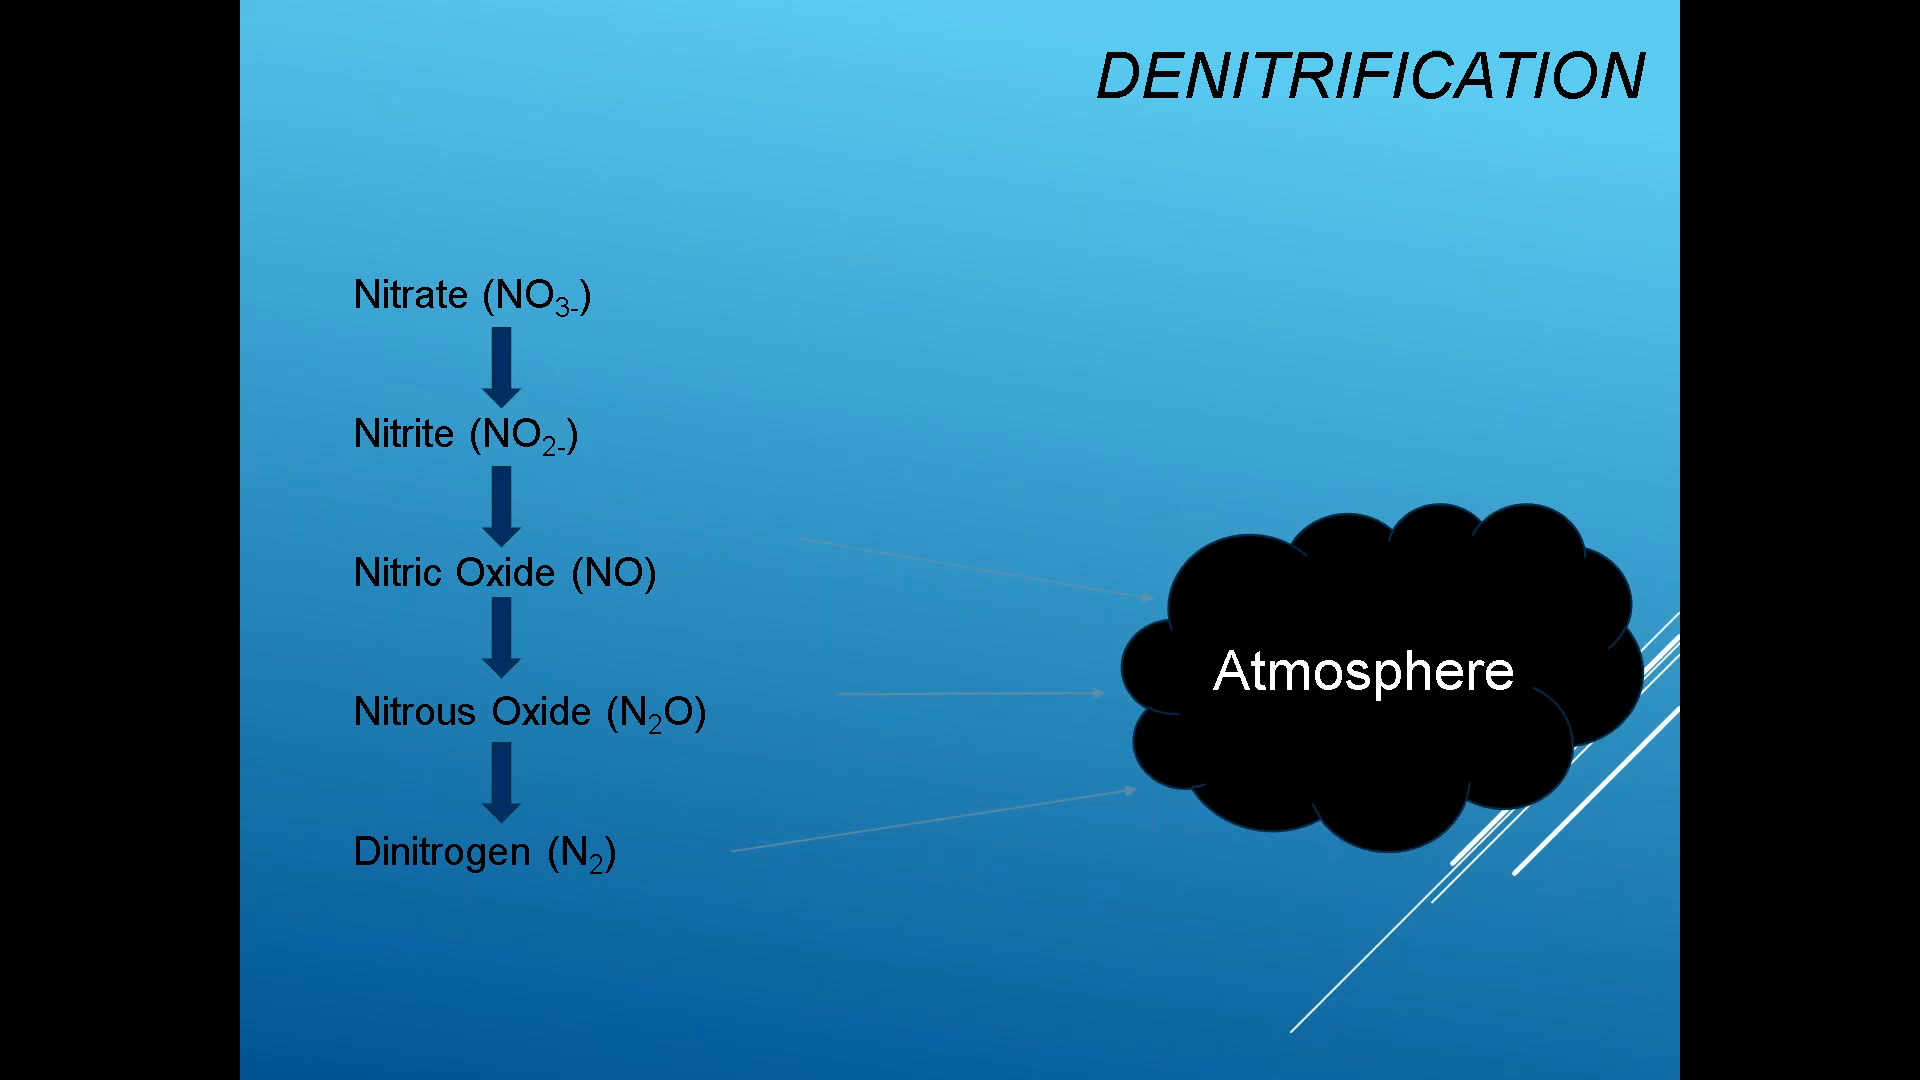 DENITRIFICATION
Nitrate (NO₃₋)
Nitrite (NO₂₋)
Nitric Oxide (NO)
Nitrous Oxide (N₂O)
Dinitrogen (N₂)
Atmosphere